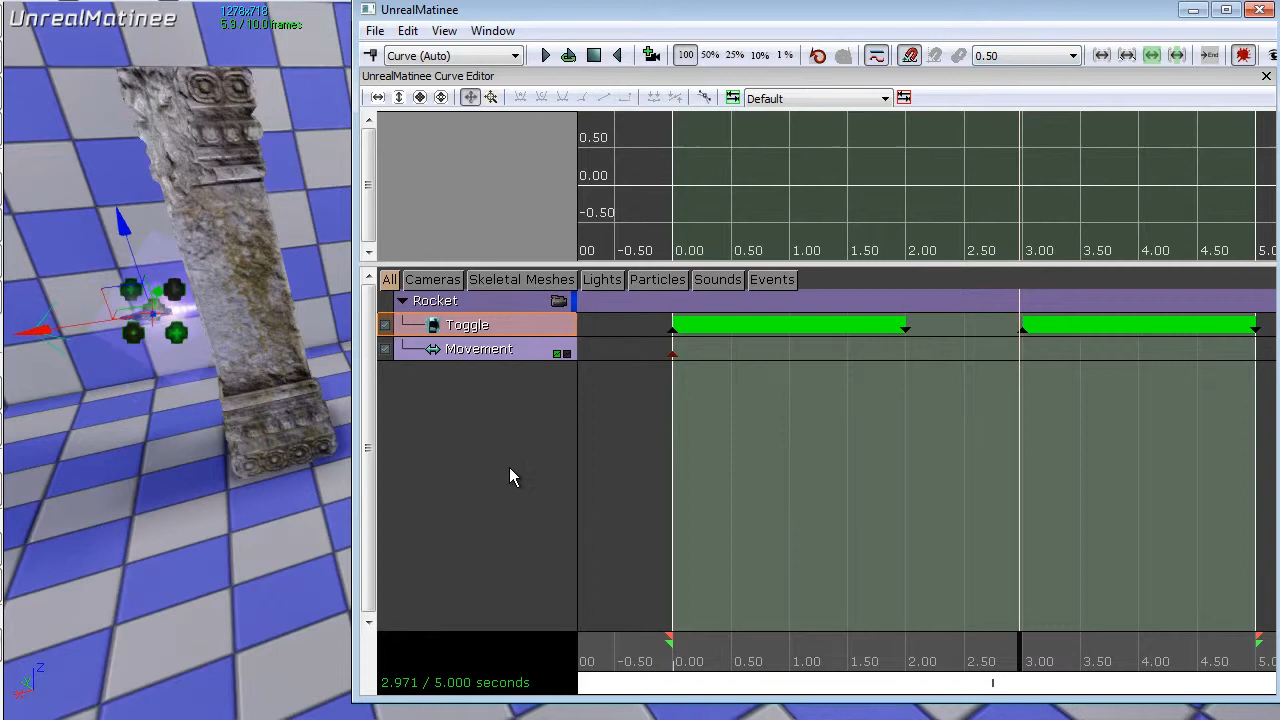 UnrealMatinee
1278x718
5.9 / 10.0 frames
UnrealMatinee
File Edit View Window
Curve (Auto) 100 50% 25% 10% 1% 0.50 End
UnrealMatinee Curve Editor
Default
0.50
0.00
-0.50
00 -0.50 0.00 0.50 1.00 1.50 2.00 2.50 3.00 3.50 4.00 4.50 5.0
All Cameras Skeletal Meshes Lights Particles Sounds Events
Rocket
Toggle
Movement
00 -0.50 0.00 0.50 1.00 1.50 2.00 2.50 3.00 3.50 4.00 4.50 5.0
2.971 / 5.000 seconds
Z